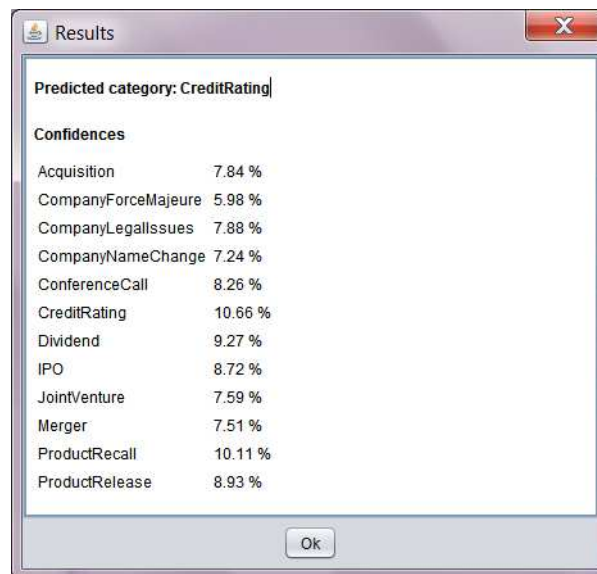 Results
Predicted category: CreditRating
Confidences
Acquisition 7.84 %
CompanyForceMajeure 5.98 %
CompanyLegalIssues 7.88 %
CompanyNameChange 7.24 %
ConferenceCall 8.26 %
CreditRating 10.66 %
Dividend 9.27 %
IPO 8.72 %
JointVenture 7.59 %
Merger 7.51 %
ProductRecall 10.11 %
ProductRelease 8.93 %
Ok